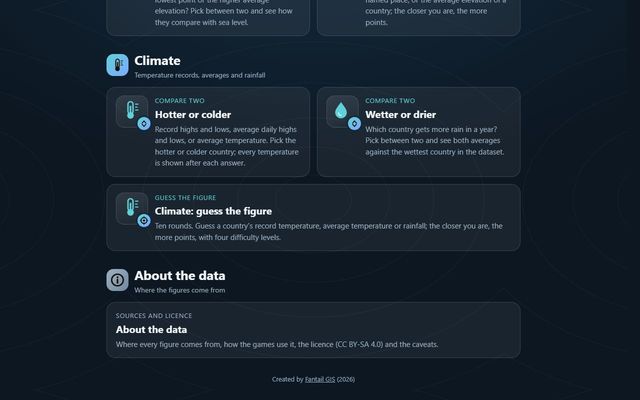 lowest point or the higher average
elevation? Pick between two and see how
they compare with sea level.
named place, or the average elevation of a
country; the closer you are, the more
points.
Climate
Temperature records, averages and rainfall
COMPARE TWO
Hotter or colder
Record highs and lows, average daily highs
and lows, or average temperature. Pick the
hotter or colder country; every temperature
is shown after each answer.
COMPARE TWO
Wetter or drier
Which country gets more rain in a year?
Pick between two and see both averages
against the wettest country in the dataset.
GUESS THE FIGURE
Climate: guess the figure
Ten rounds. Guess a country's record temperature, average temperature or rainfall; the closer you are, the
more points, with four difficulty levels.
About the data
Where the figures come from
SOURCES AND LICENCE
About the data
Where every figure comes from, how the games use it, the licence (CC BY-SA 4.0) and the caveats.
Created by Fantail GIS (2026)